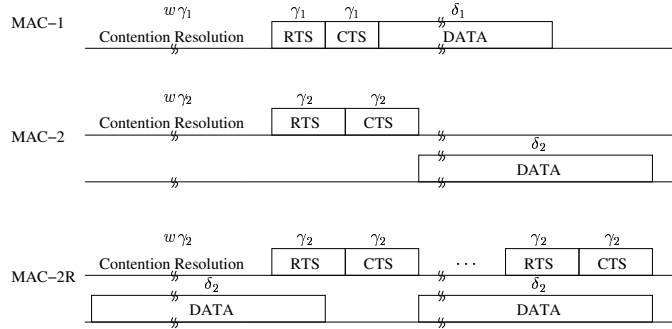 wγ₁ γ₁ γ₁ δ₁
MAC−1
Contention Resolution RTS CTS DATA
wγ₂ γ₂ γ₂
Contention Resolution RTS CTS
MAC−2
δ₂
DATA
wγ₂ γ₂ γ₂ γ₂ γ₂
Contention Resolution RTS CTS ... RTS CTS
MAC−2R
δ₂ δ₂
DATA DATA